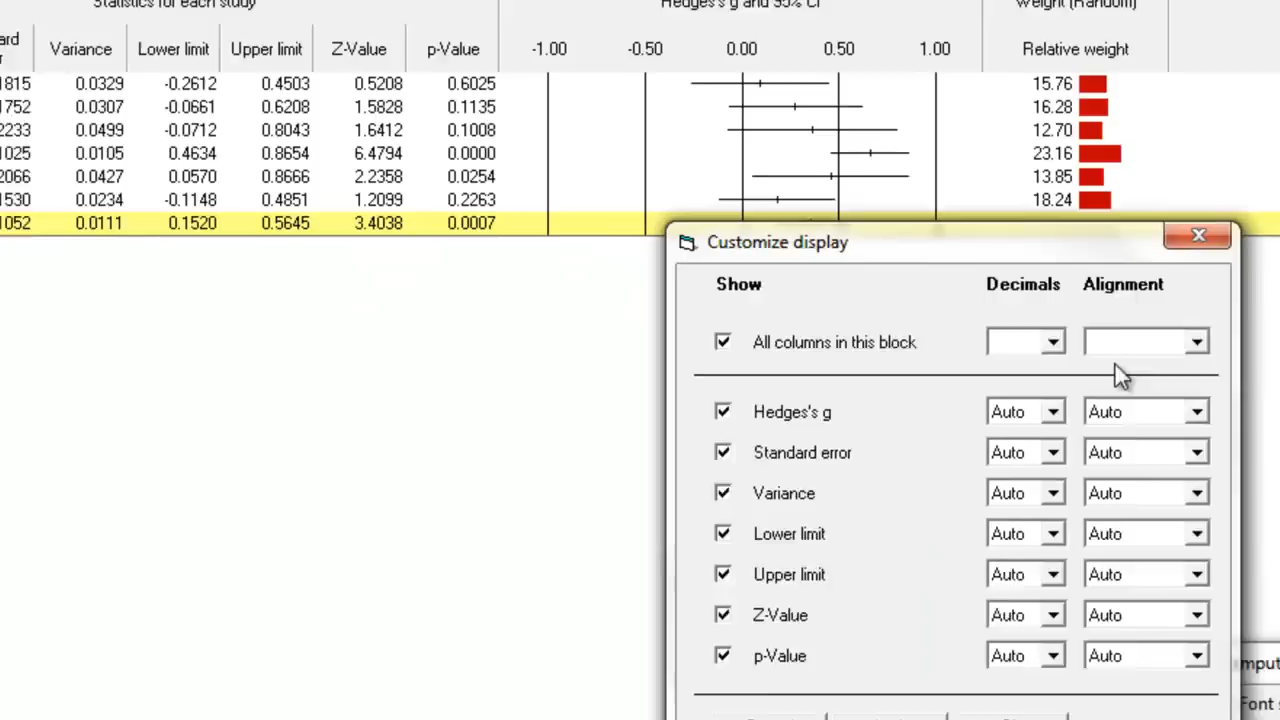 Statistics for each study Hedges's g and 95% CI Weight (Random)
Variance Lower limit Upper limit Z-Value p-Value -1.00 -0.50 0.00 0.50 1.00 Relative weight
1815 0.0329 -0.2612 0.4503 0.5208 0.6025 15.76
1752 0.0307 -0.0661 0.6208 1.5828 0.1135 16.28
2233 0.0499 -0.0712 0.8043 1.6412 0.1008 12.70
1025 0.0105 0.4634 0.8654 6.4794 0.0000 23.16
2066 0.0427 0.0570 0.8666 2.2358 0.0254 13.85
1530 0.0234 -0.1148 0.4851 1.2099 0.2263 18.24
1052 0.0111 0.1520 0.5645 3.4038 0.0007
Customize display
Show Decimals Alignment
All columns in this block
Hedges's g Auto Auto
Standard error Auto Auto
Variance Auto Auto
Lower limit Auto Auto
Upper limit Auto Auto
Z-Value Auto Auto
p-Value Auto Auto
Font